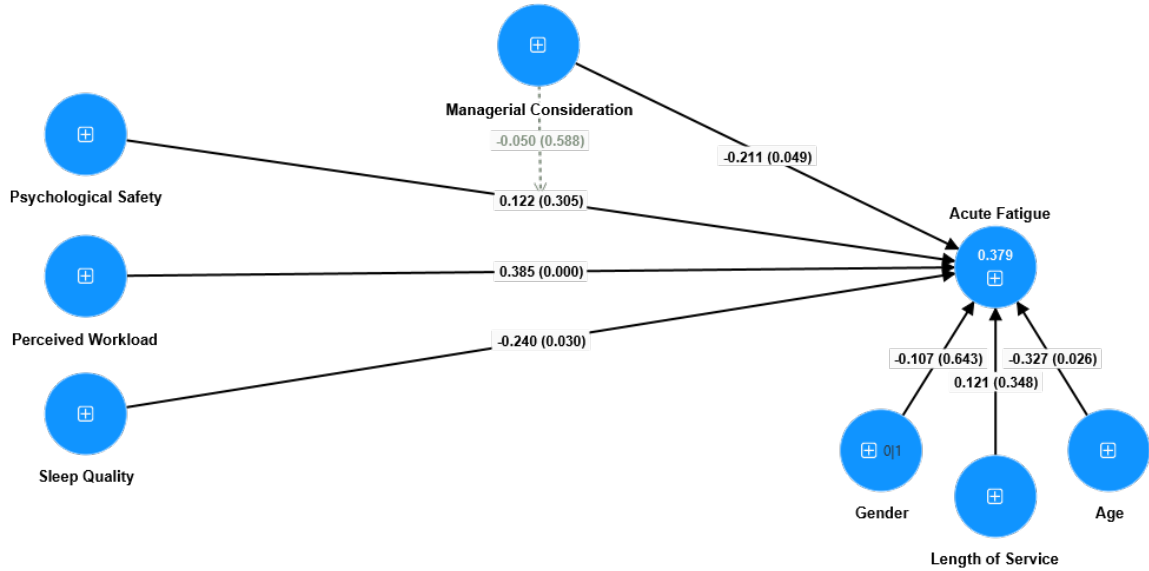 Managerial Consideration
-0.050 (0.588)
-0.211 (0.049)
Psychological Safety
0.122 (0.305)
Acute Fatigue
0.379
Perceived Workload
0.385 (0.000)
-0.240 (0.030)
Sleep Quality
-0.107 (0.643)
-0.327 (0.026)
0.121 (0.348)
0|1
Gender
Age
Length of Service